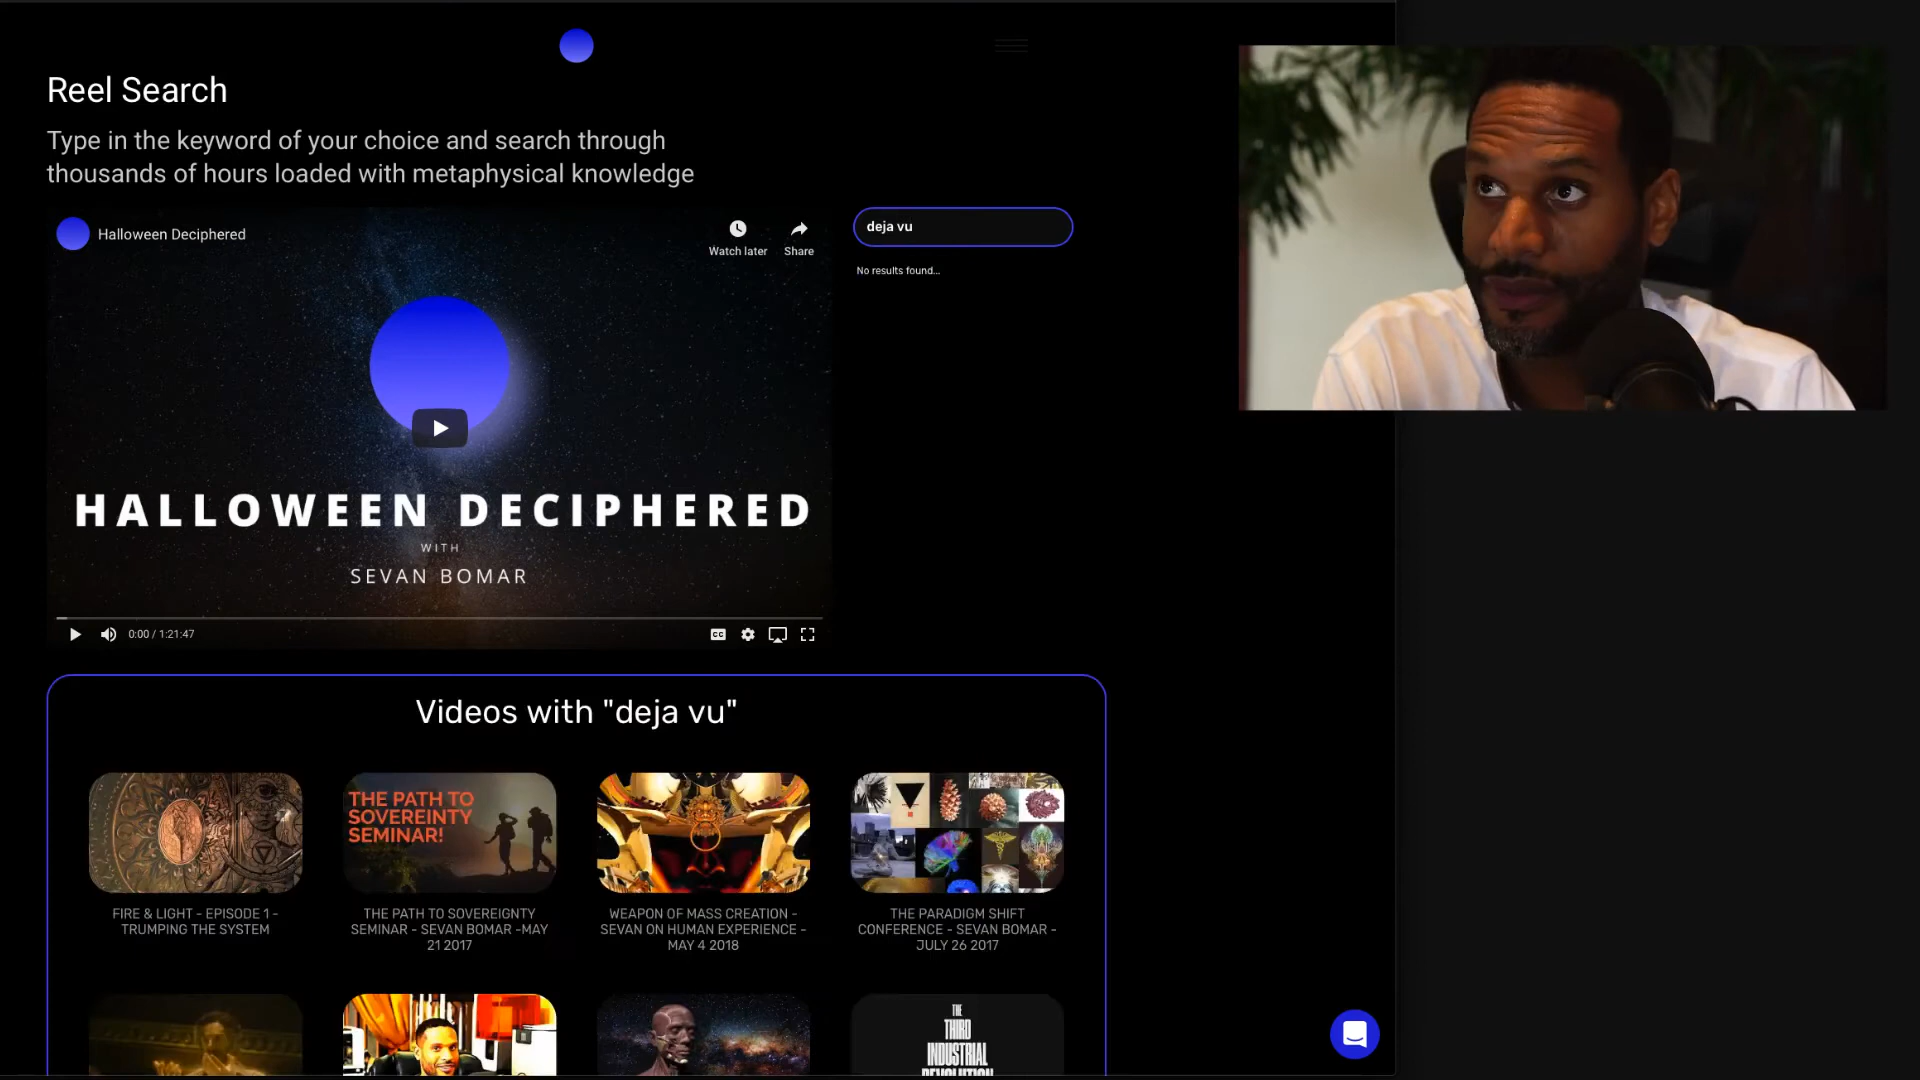 Reel Search
Type in the keyword of your choice and search through
thousands of hours loaded with metaphysical knowledge
Halloween Deciphered
Watch later
Share
deja vu
No results found...
HALLOWEEN DECIPHERED
WITH
SEVAN BOMAR
0:00 / 1:21:47
CC
Videos with "deja vu"
THE PATH TO
SOVEREINTY
SEMINAR!
FIRE & LIGHT - EPISODE 1 -
TRUMPING THE SYSTEM
THE PATH TO SOVEREIGNTY
SEMINAR - SEVAN BOMAR -MAY
21 2017
WEAPON OF MASS CREATION -
SEVAN ON HUMAN EXPERIENCE -
MAY 4 2018
THE PARADIGM SHIFT
CONFERENCE - SEVAN BOMAR -
JULY 26 2017
THE
THIRD
INDUSTRIAL
REVOLUTION